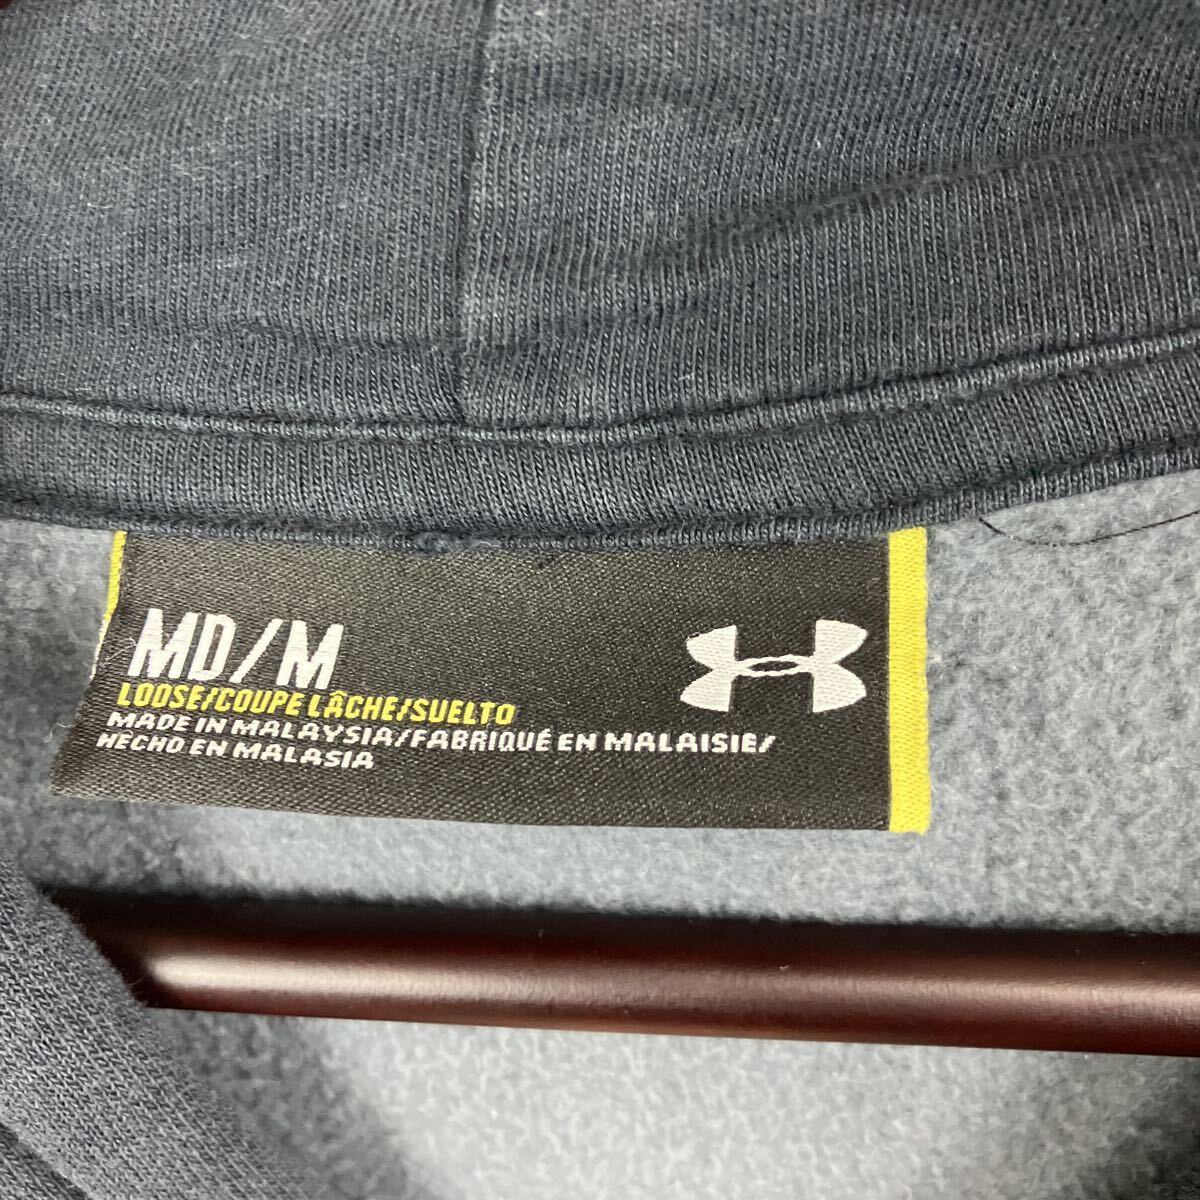 MD/M
LOOSE/COUPE LÂCHE/SUELTO
MADE IN MALAYSIA/FABRIQUÉ EN MALAISIE/
HECHO EN MALASIA